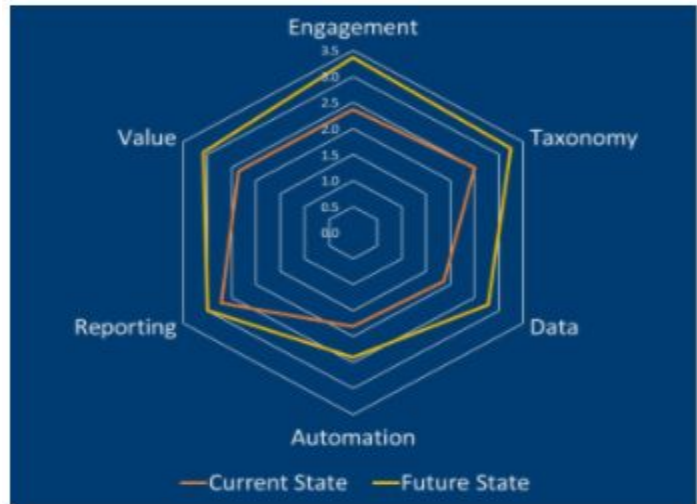 Engagement
3.5
3.0
2.5
2.0
1.5
1.0
0.5
0.0
Value
Taxonomy
Reporting
Data
Automation
Current State
Future State